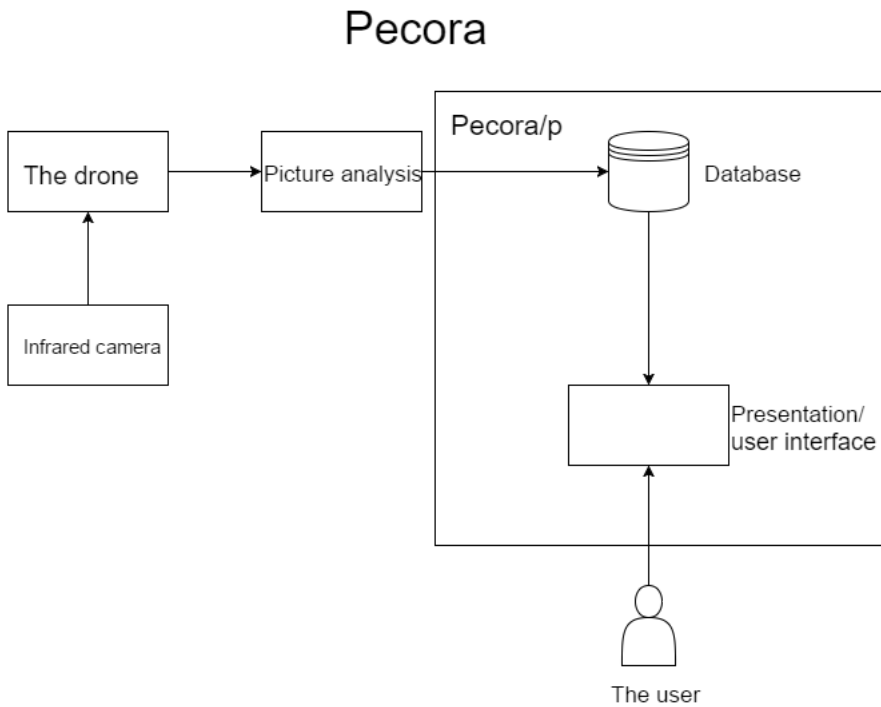 Pecora
Pecora/p
The drone
Picture analysis
Database
Infrared camera
Presentation/
user interface
The user